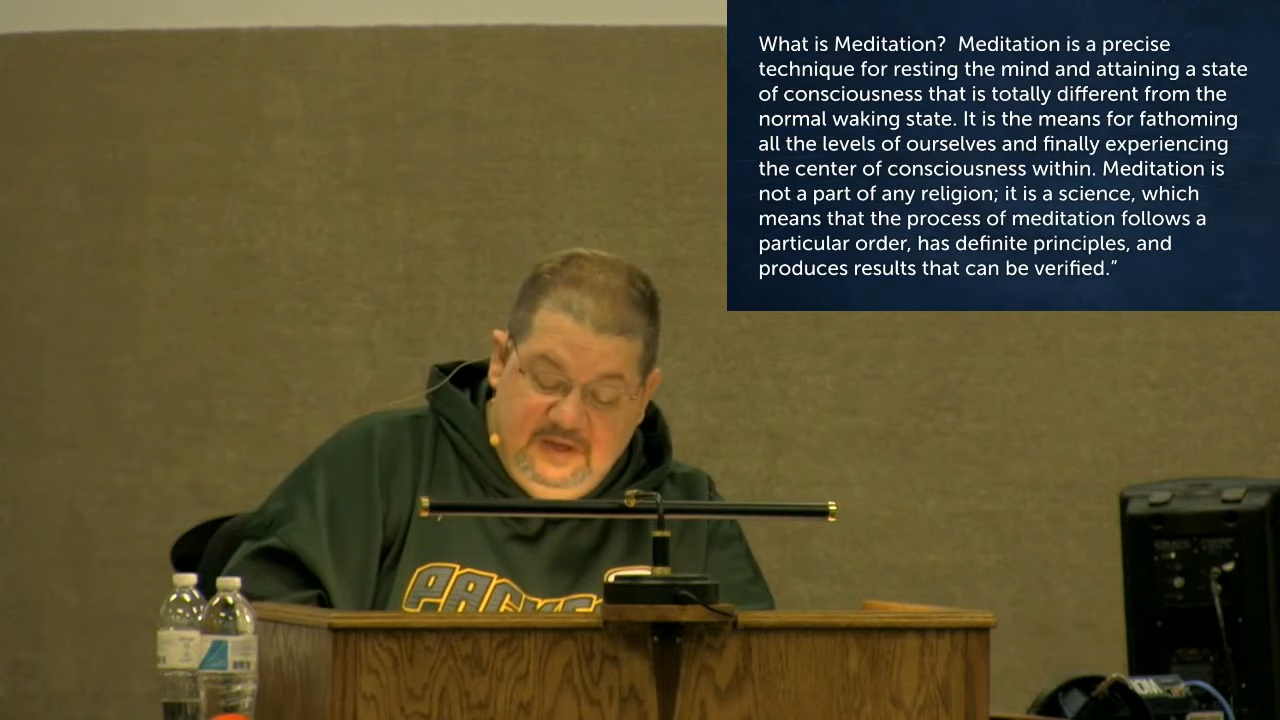 What is Meditation?  Meditation is a precise
technique for resting the mind and attaining a state
of consciousness that is totally different from the
normal waking state. It is the means for fathoming
all the levels of ourselves and finally experiencing
the center of consciousness within. Meditation is
not a part of any religion; it is a science, which
means that the process of meditation follows a
particular order, has definite principles, and
produces results that can be verified.”